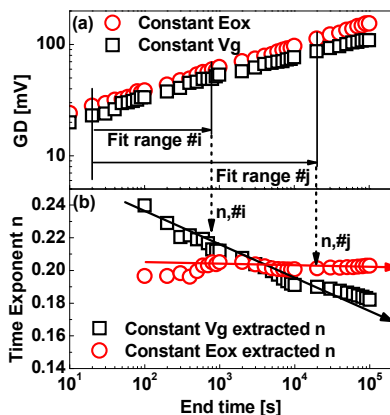 (a)
Constant Eox
Constant Vg
GD [mV]
100
10
Fit range #i
Fit range #j
(b)
n,#i
n,#j
Time Exponent n
0.24
0.22
0.20
0.18
0.16
0.14
Constant Vg extracted n
Constant Eox extracted n
10¹ 10² 10³ 10⁴ 10⁵
End time [s]